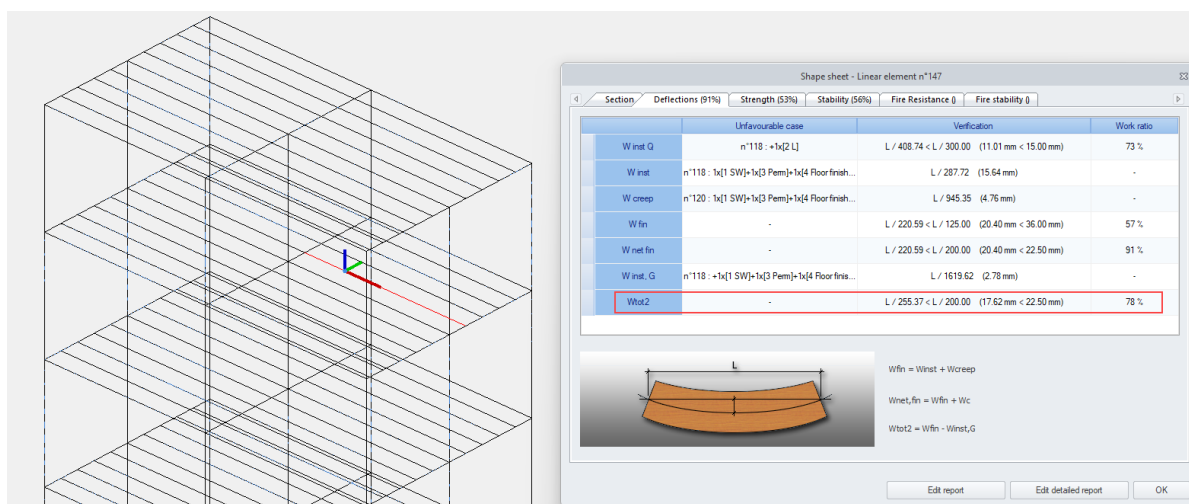 Shape sheet - Linear element n°147
Section Deflections (91%) Strength (53%) Stability (56%) Fire Resistance () Fire stability ()
Unfavourable case Verification Work ratio
W inst Q n°118 : +1x[2 L] L / 408.74 < L / 300.00 (11.01 mm < 15.00 mm) 73 %
W inst n°118 : 1x[1 SW]+1x[3 Perm]+1x[4 Floor finish... L / 287.72 (15.64 mm) -
W creep n°120 : 1x[1 SW]+1x[3 Perm]+1x[4 Floor finish... L / 945.35 (4.76 mm) -
W fin - L / 220.59 < L / 125.00 (20.40 mm < 36.00 mm) 57 %
W net fin - L / 220.59 < L / 200.00 (20.40 mm < 22.50 mm) 91 %
W inst, G n°118 : +1x[1 SW]+1x[3 Perm]+1x[4 Floor finis... L / 1619.62 (2.78 mm) -
Wtot2 - L / 255.37 < L / 200.00 (17.62 mm < 22.50 mm) 78 %
L
Wfin = Winst + Wcreep
Wnet,fin = Wfin + Wc
Wtot2 = Wfin - Winst,G
Edit report Edit detailed report OK